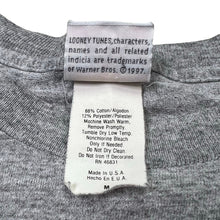 LOONEY TUNES, characters,
names and all related
indicia are trademarks
of Warner Bros. ©1997.
88% Cotton/Algodon
12% Polyester/Poliester
Machine Wash Warm,
Remove Promptly
Tumble Dry Clean
Nonchlorine Bleach
Only If Needed
Do Not Dry Clean
Do Not Iron If
Decorated
RN 46831
Made In U.S.A.
Hecho En E.U.A.
M